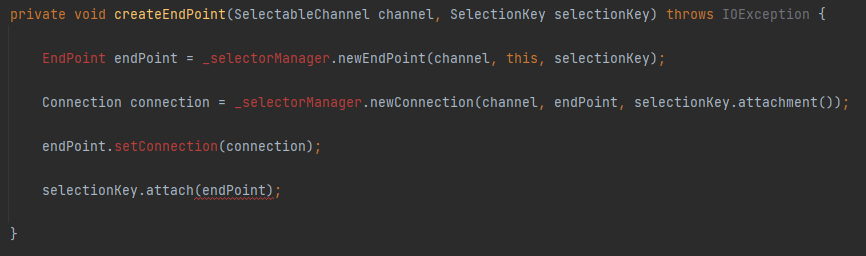 private void createEndPoint(SelectableChannel channel, SelectionKey selectionKey) throws IOException {
EndPoint endPoint = _selectorManager.newEndPoint(channel, this, selectionKey);
Connection connection = _selectorManager.newConnection(channel, endPoint, selectionKey.attachment());
endPoint.setConnection(connection);
selectionKey.attach(endPoint);
}